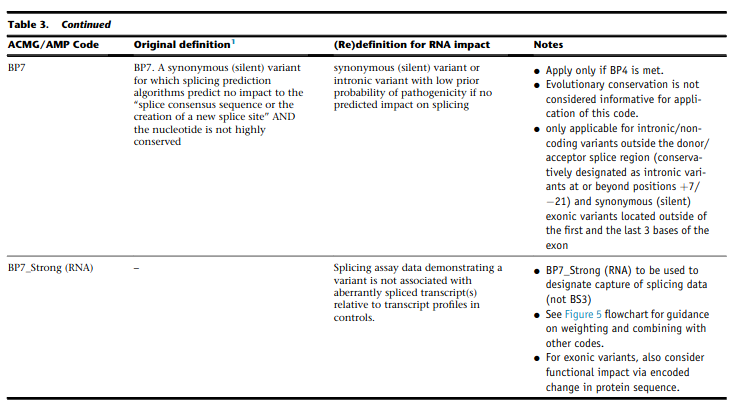 Table 3. Continued
ACMG/AMP Code
Original definition1
(Re)definition for RNA impact
Notes
BP7
BP7. A synonymous (silent) variant
for which splicing prediction
algorithms predict no impact to the
“splice consensus sequence or the
creation of a new splice site” AND
the nucleotide is not highly
conserved
synonymous (silent) variant or
intronic variant with low prior
probability of pathogenicity if no
predicted impact on splicing
● Apply only if BP4 is met.
● Evolutionary conservation is not
considered informative for appli-
cation of this code.
● only applicable for intronic/non-
coding variants outside the donor/
acceptor splice region (conserva-
tively designated as intronic vari-
ants at or beyond positions +7/
−21) and synonymous (silent)
exonic variants located outside of
the first and the last 3 bases of the
exon
BP7_Strong (RNA)
–
Splicing assay data demonstrating a
variant is not associated with
aberrantly spliced transcript(s)
relative to transcript profiles in
controls.
● BP7_Strong (RNA) to be used to
designate capture of splicing data
(not BS3)
● See Figure 5 flowchart for guidance
on weighting and combining with
other codes.
● For exonic variants, also consider
functional impact via encoded
change in protein sequence.